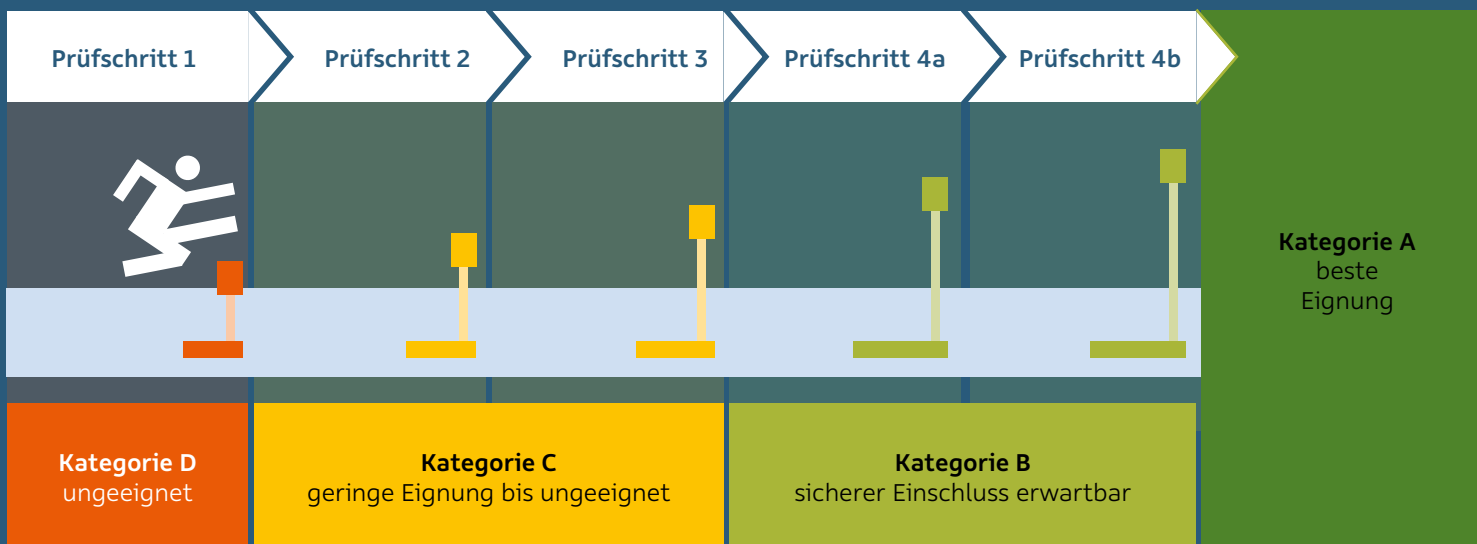 Prüfschritt 1
Prüfschritt 2
Prüfschritt 3
Prüfschritt 4a
Prüfschritt 4b
Kategorie A
beste
Eignung
Kategorie D
ungeeignet
Kategorie C
geringe Eignung bis ungeeignet
Kategorie B
sicherer Einschluss erwartbar